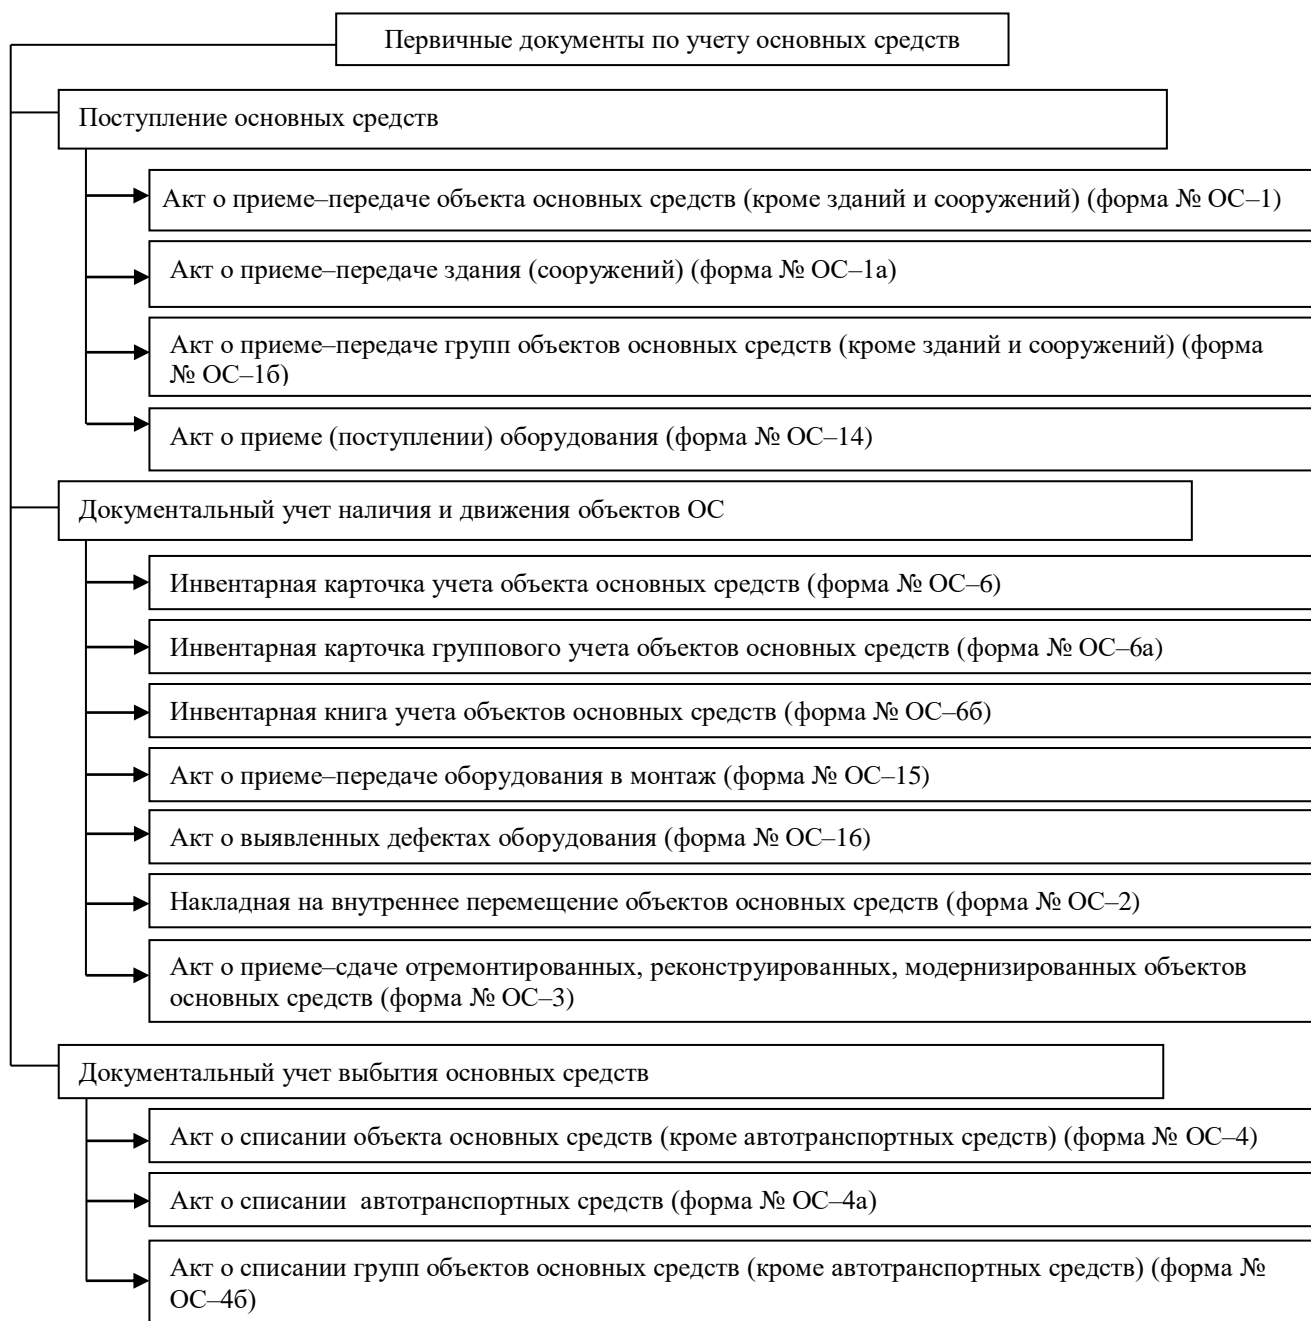 Первичные документы по учету основных средств
Поступление основных средств
Акт о приеме–передаче объекта основных средств (кроме зданий и сооружений) (форма № ОС–1)
Акт о приеме–передаче здания (сооружений) (форма № ОС–1а)
Акт о приеме–передаче групп объектов основных средств (кроме зданий и сооружений) (форма
№ ОС–1б)
Акт о приеме (поступлении) оборудования (форма № ОС–14)
Документальный учет наличия и движения объектов ОС
Инвентарная карточка учета объекта основных средств (форма № ОС–6)
Инвентарная карточка группового учета объектов основных средств (форма № ОС–6а)
Инвентарная книга учета объектов основных средств (форма № ОС–6б)
Акт о приеме–передаче оборудования в монтаж (форма № ОС–15)
Акт о выявленных дефектах оборудования (форма № ОС–16)
Накладная на внутреннее перемещение объектов основных средств (форма № ОС–2)
Акт о приеме–сдаче отремонтированных, реконструированных, модернизированных объектов
основных средств (форма № ОС–3)
Документальный учет выбытия основных средств
Акт о списании объекта основных средств (кроме автотранспортных средств) (форма № ОС–4)
Акт о списании автотранспортных средств (форма № ОС–4а)
Акт о списании групп объектов основных средств (кроме автотранспортных средств) (форма №
ОС–4б)